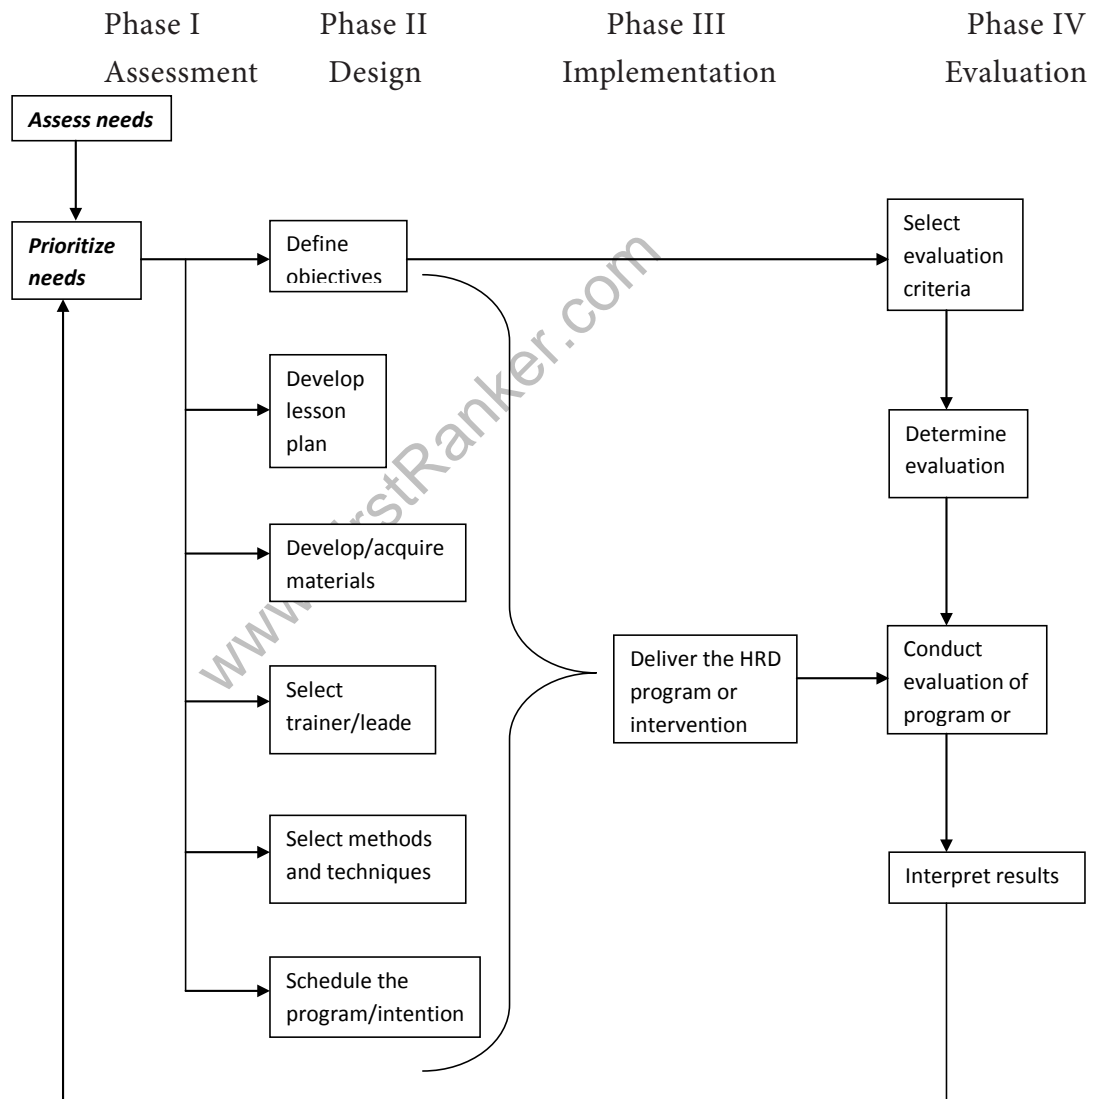 Phase I
Assessment
Phase II
Design
Phase III
Implementation
Phase IV
Evaluation
Assess needs
Prioritize
needs
Define
objectives
Develop
lesson
plan
Develop/acquire
materials
Select
trainer/leade
Select methods
and techniques
Schedule the
program/intention
Deliver the HRD
program or
intervention
Select
evaluation
criteria
Determine
evaluation
Conduct
evaluation of
program or
Interpret results